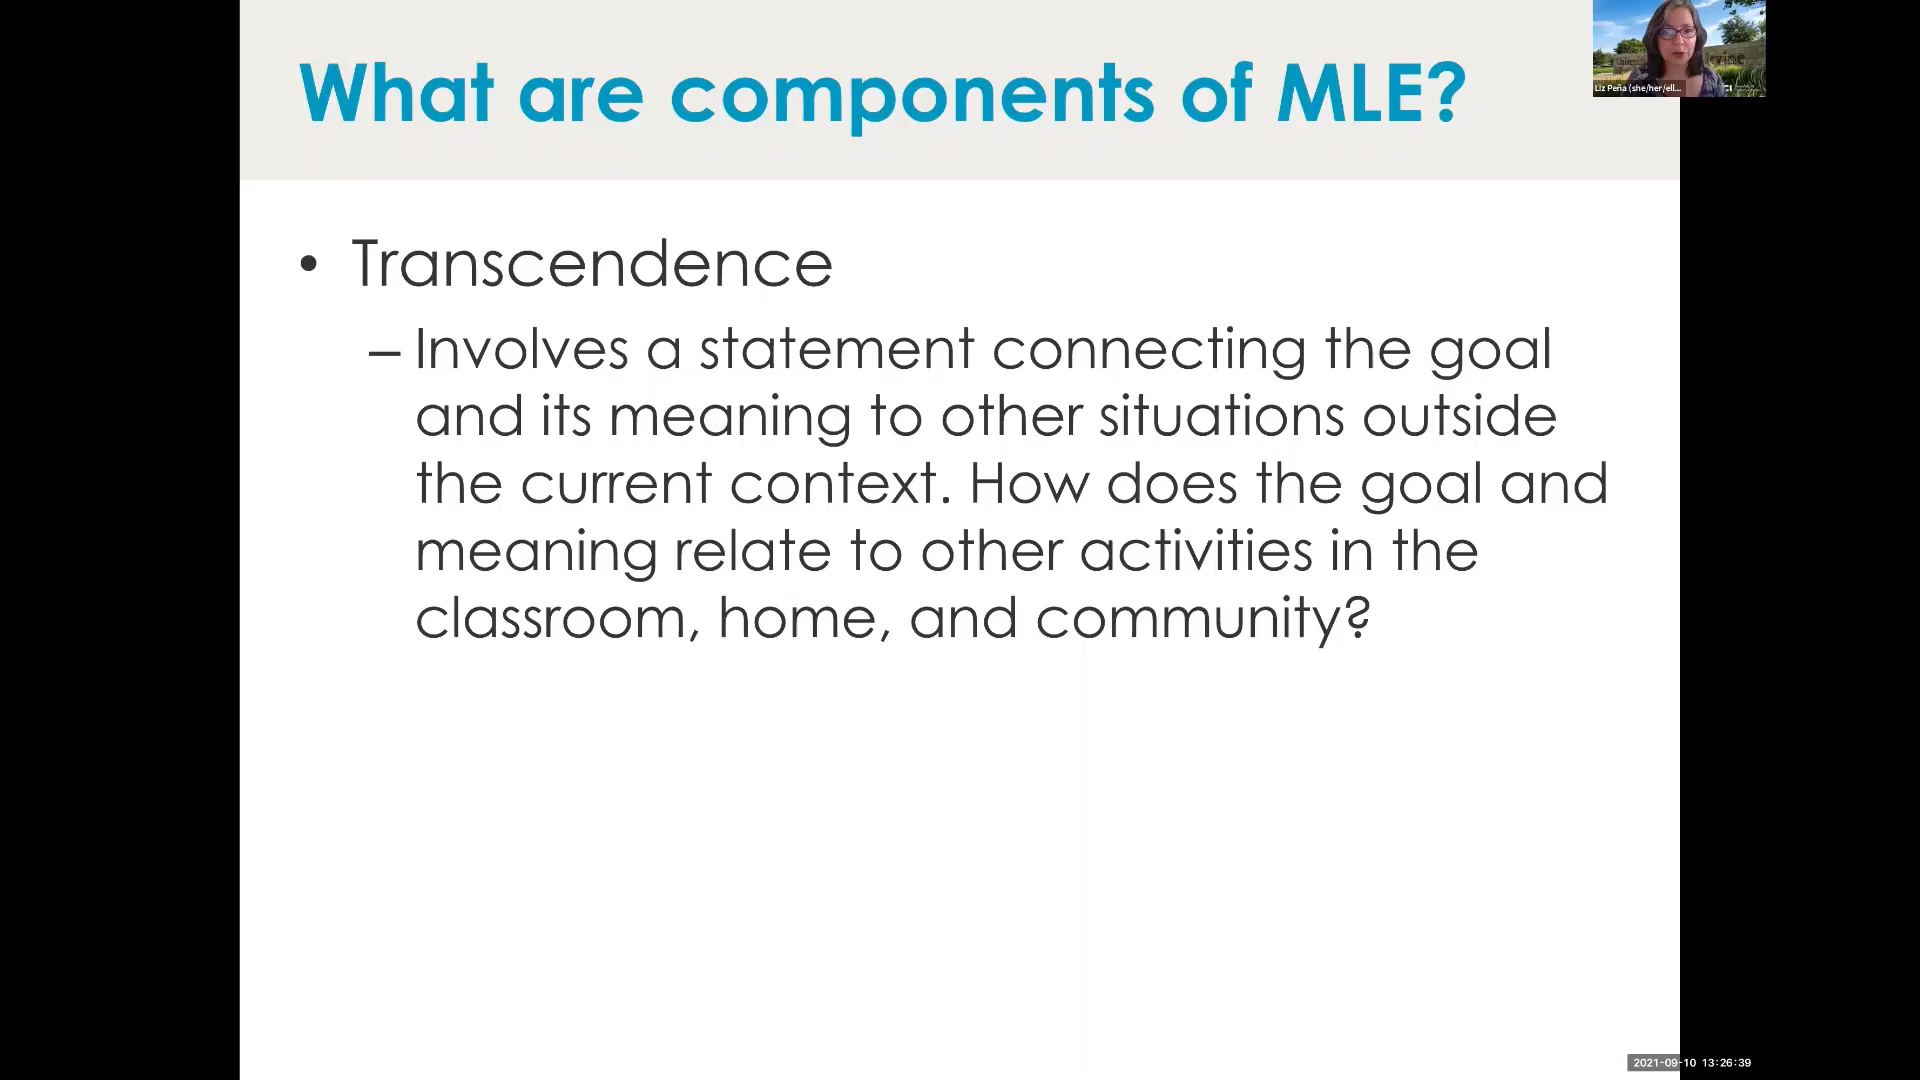 What are components of MLE?
Irvine
Liz Peña (she/her/ell...
• Transcendence
– Involves a statement connecting the goal
and its meaning to other situations outside
the current context. How does the goal and
meaning relate to other activities in the
classroom, home, and community?
2021-09-10 13:26:39